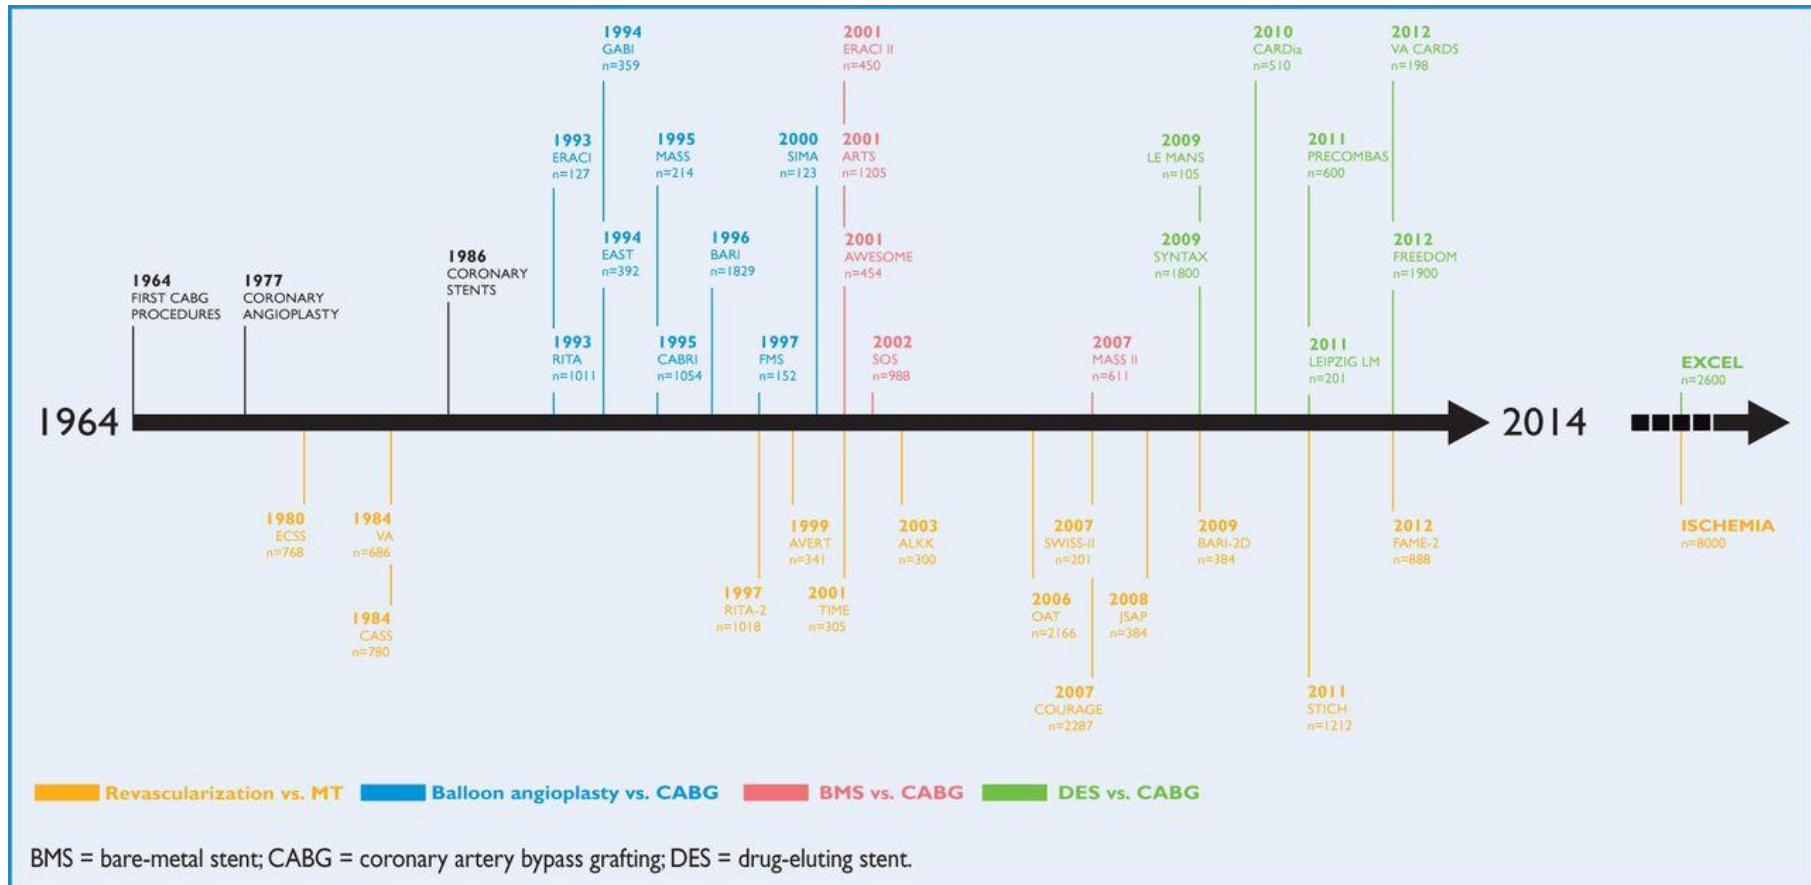 1994
GABI
n=359
2001
ERACI II
n=450
2010
CARDia
n=510
2012
VA CARDS
n=198
1993
ERACI
n=127
1995
MASS
n=214
2000
SIMA
n=123
2001
ARTS
n=1205
2009
LE MANS
n=105
2011
PRECOMBAS
n=600
1994
EAST
n=392
1996
BARI
n=1829
2001
AWESOME
n=454
2009
SYNTAX
n=1800
2012
FREEDOM
n=1900
1964
FIRST CABG
PROCEDURES
1977
CORONARY
ANGIOPLASTY
1986
CORONARY
STENTS
1993
RITA
n=1011
1995
CABRI
n=1054
1997
FMS
n=152
2002
SOS
n=988
2007
MASS II
n=611
2011
LEIPZIG LM
n=201
EXCEL
n=2600
1964
2014
1980
ECSS
n=768
1984
VA
n=686
1999
AVERT
n=341
2003
ALKK
n=300
2007
SWISS-II
n=201
2009
BARI-2D
n=384
2012
FAME-2
n=888
ISCHEMIA
n=8000
1984
CASS
n=780
1997
RITA-2
n=1018
2001
TIME
n=305
2006
OAT
n=2166
2008
JSAP
n=384
2007
COURAGE
n=2287
2011
STICH
n=1212
Revascularization vs. MT
Balloon angioplasty vs. CABG
BMS vs. CABG
DES vs. CABG
BMS = bare-metal stent; CABG = coronary artery bypass grafting; DES = drug-eluting stent.